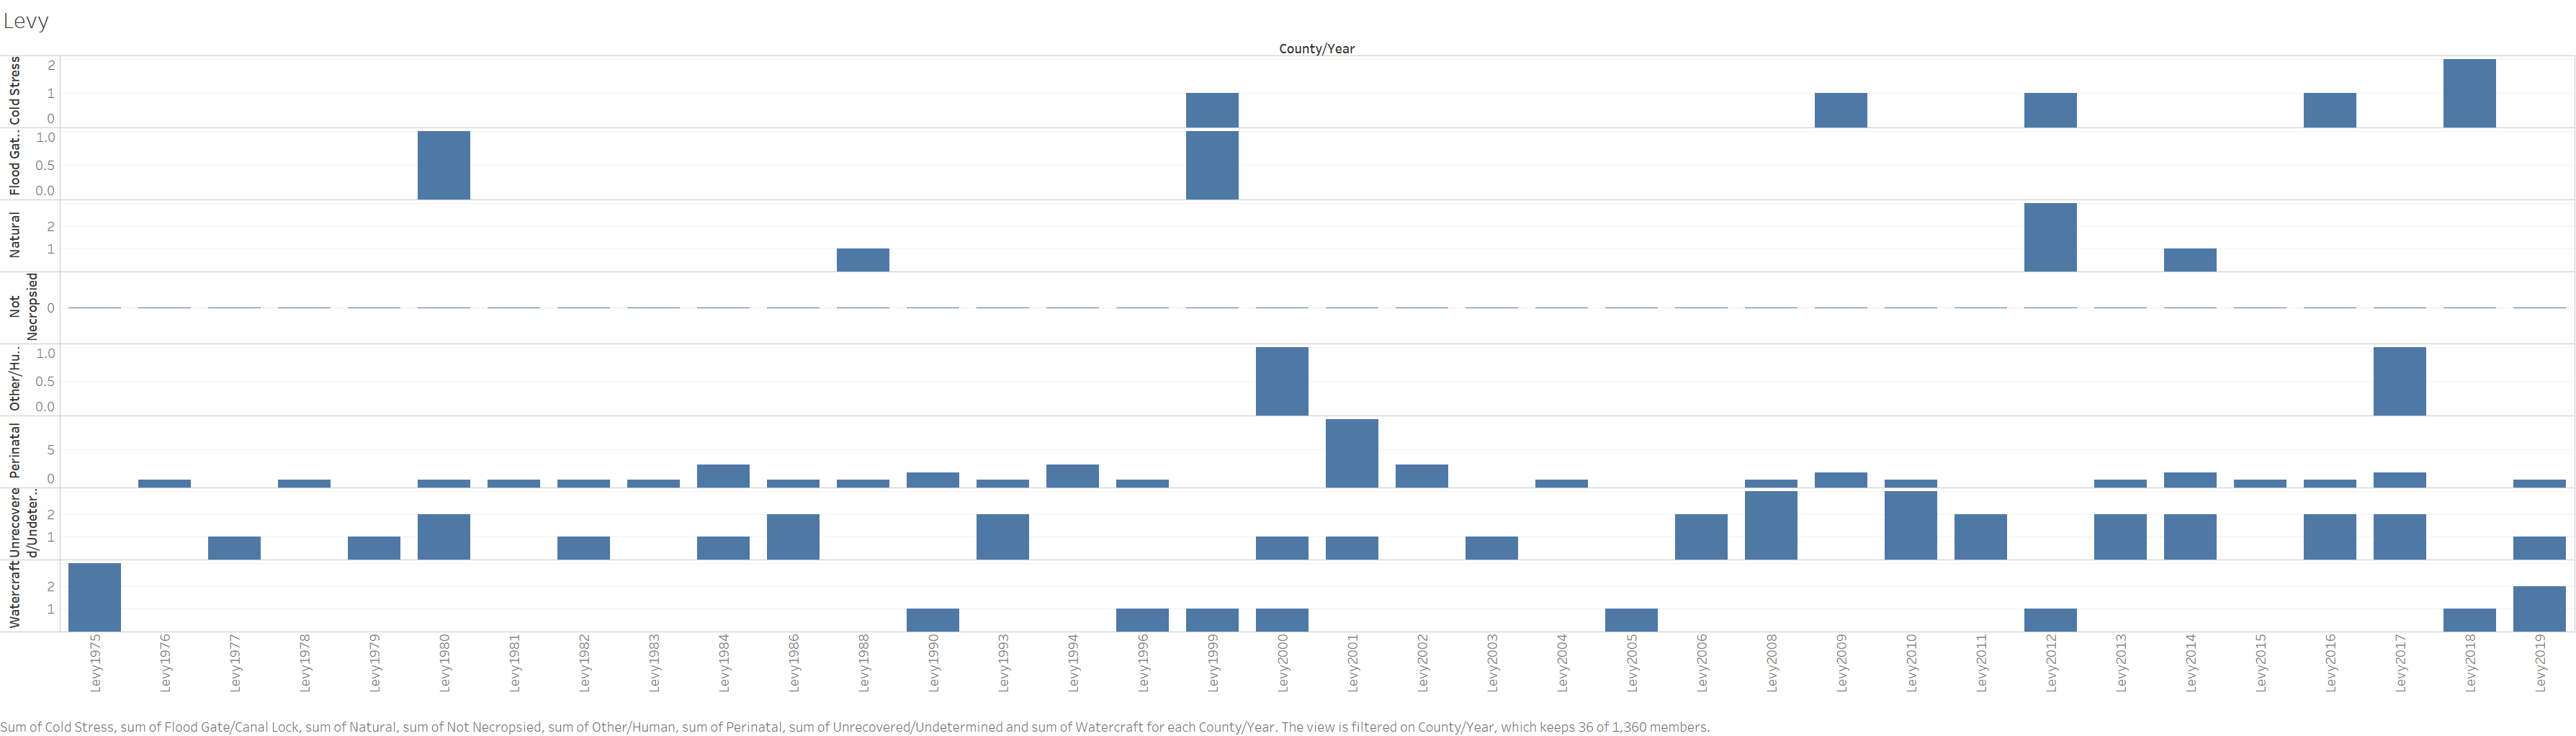 Levy
County/Year
Cold Stress
2
1
0
Flood Gat..
1.0
0.5
0.0
Natural
2
1
Not
Necropsied
0
Other/Hu..
1.0
0.5
0.0
Perinatal
5
0
Unrecovere
d/Undeter..
2
1
Watercraft
2
1
Levy1975
Levy1976
Levy1977
Levy1978
Levy1979
Levy1980
Levy1981
Levy1982
Levy1983
Levy1984
Levy1986
Levy1988
Levy1990
Levy1993
Levy1994
Levy1996
Levy1999
Levy2000
Levy2001
Levy2002
Levy2003
Levy2004
Levy2005
Levy2006
Levy2008
Levy2009
Levy2010
Levy2011
Levy2012
Levy2013
Levy2014
Levy2015
Levy2016
Levy2017
Levy2018
Levy2019
Sum of Cold Stress, sum of Flood Gate/Canal Lock, sum of Natural, sum of Not Necropsied, sum of Other/Human, sum of Perinatal, sum of Unrecovered/Undetermined and sum of Watercraft for each County/Year. The view is filtered on County/Year, which keeps 36 of 1,360 members.